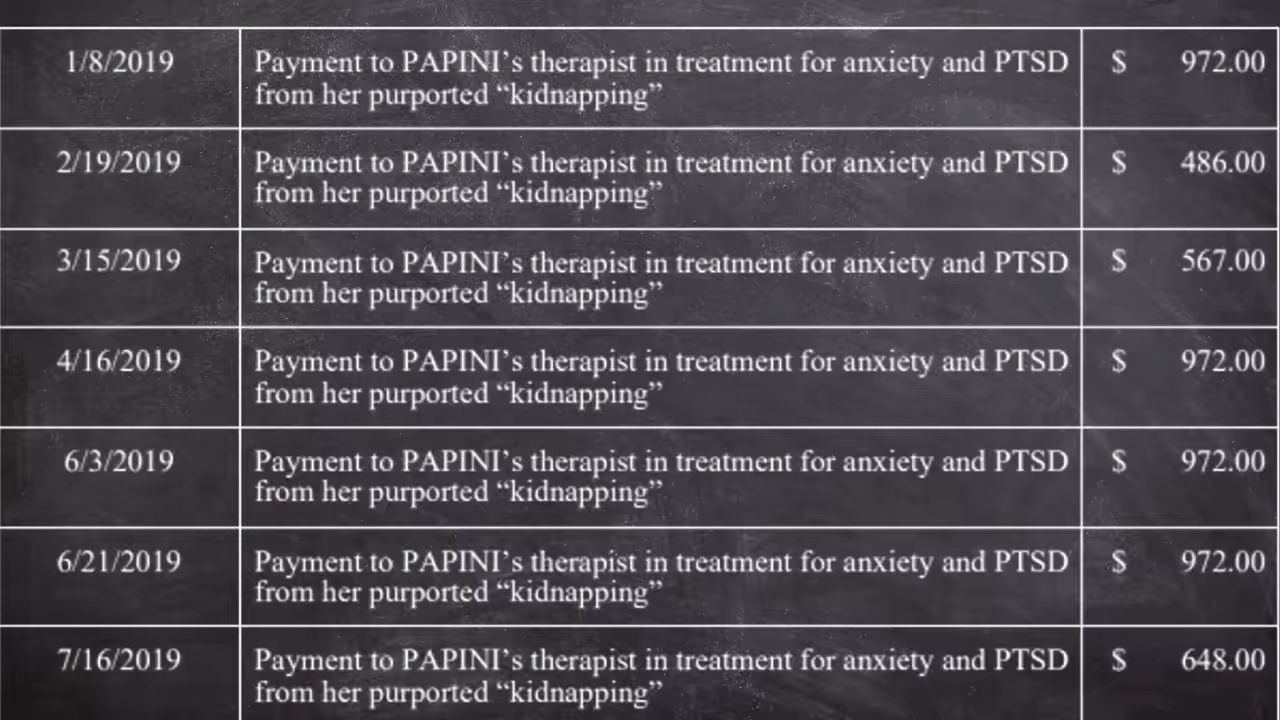 1/8/2019 Payment to PAPINI’s therapist in treatment for anxiety and PTSD $ 972.00
from her purported “kidnapping”
2/19/2019 Payment to PAPINI’s therapist in treatment for anxiety and PTSD $ 486.00
from her purported “kidnapping”
3/15/2019 Payment to PAPINI’s therapist in treatment for anxiety and PTSD $ 567.00
from her purported “kidnapping”
4/16/2019 Payment to PAPINI’s therapist in treatment for anxiety and PTSD $ 972.00
from her purported “kidnapping”
6/3/2019 Payment to PAPINI’s therapist in treatment for anxiety and PTSD $ 972.00
from her purported “kidnapping”
6/21/2019 Payment to PAPINI’s therapist in treatment for anxiety and PTSD $ 972.00
from her purported “kidnapping”
7/16/2019 Payment to PAPINI’s therapist in treatment for anxiety and PTSD $ 648.00
from her purported “kidnapping”